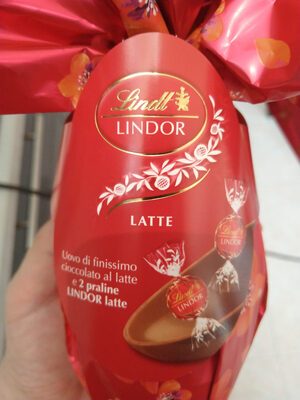 Lindt
LINDOR
LATTE
Uovo di finissimo
cioccolato al latte
e 2 praline
LINDOR latte
LINDOR
Lindt
LINDOR